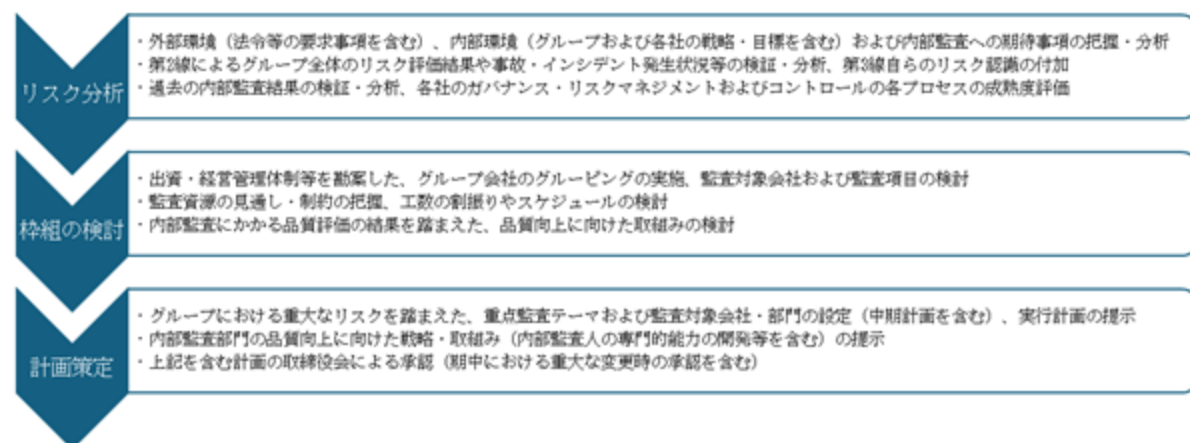 リスク分析
・外部環境（法令等の要求事項を含む）、内部環境（グループおよび各社の戦略・目標を含む）および内部監査への期待事項の把握・分析
・第2線によるグループ全体のリスク評価結果や事故・インシデント発生状況等の検証・分析、第3線自らのリスク認識の付加
・過去の内部監査結果の検証・分析、各社のガバナンス・リスクマネジメントおよびコントロールの各プロセスの成熟度評価
枠組の検討
・出資・経営管理体制等を勘案した、グループ会社のグルーピングの実施、監査対象会社および監査項目の検討
・監査資源の見通し・制約の把握、工数の割振りやスケジュールの検討
・内部監査にかかる品質評価の結果を踏まえた、品質向上に向けた取組みの検討
計画策定
・グループにおける重大なリスクを踏まえた、重点監査テーマおよび監査対象会社・部門の設定（中期計画を含む）、実行計画の提示
・内部監査部門の品質向上に向けた戦略・取組み（内部監査人の専門的能力の開発等を含む）の提示
・上記を含む計画の取締役会による承認（期中における重大な変更時の承認を含む）